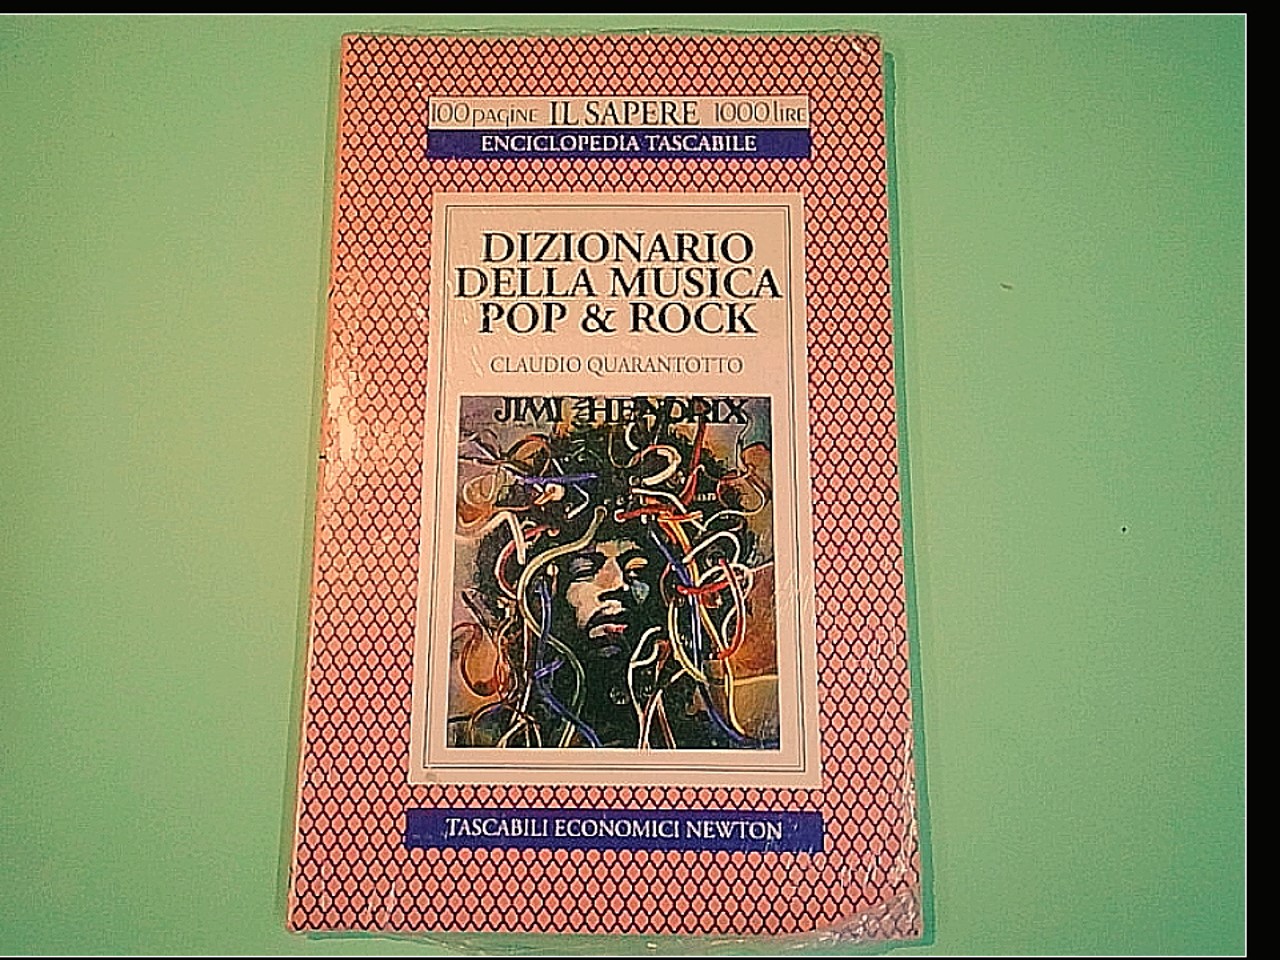 100 pagine IL SAPERE 1000 lire
ENCICLOPEDIA TASCABILE
DIZIONARIO
DELLA MUSICA
POP & ROCK
CLAUDIO QUARANTOTTO
JIMI HENDRIX
TASCABILI ECONOMICI NEWTON